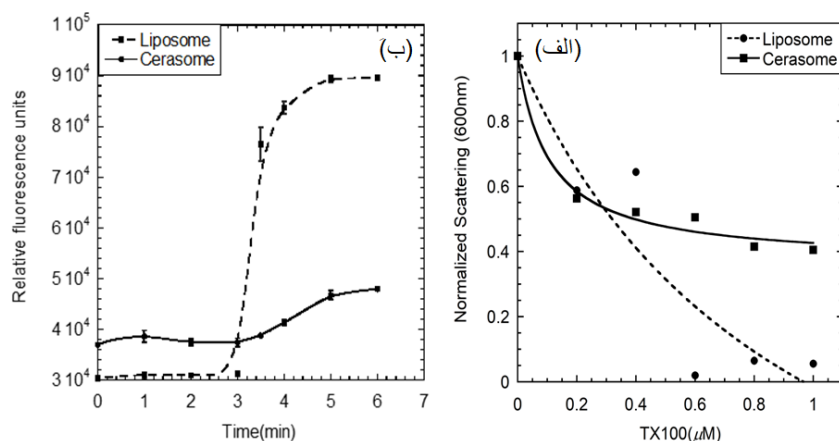 (ب)
Liposome
Cerasome
Relative fluorescence units
1 10⁵
9 10⁴
8 10⁴
7 10⁴
6 10⁴
5 10⁴
4 10⁴
3 10⁴
0 1 2 3 4 5 6 7
Time(min)
(الف)
Liposome
Cerasome
Normalized Scattering (600nm)
1
0.8
0.6
0.4
0.2
0
0 0.2 0.4 0.6 0.8 1
TX100(μM)